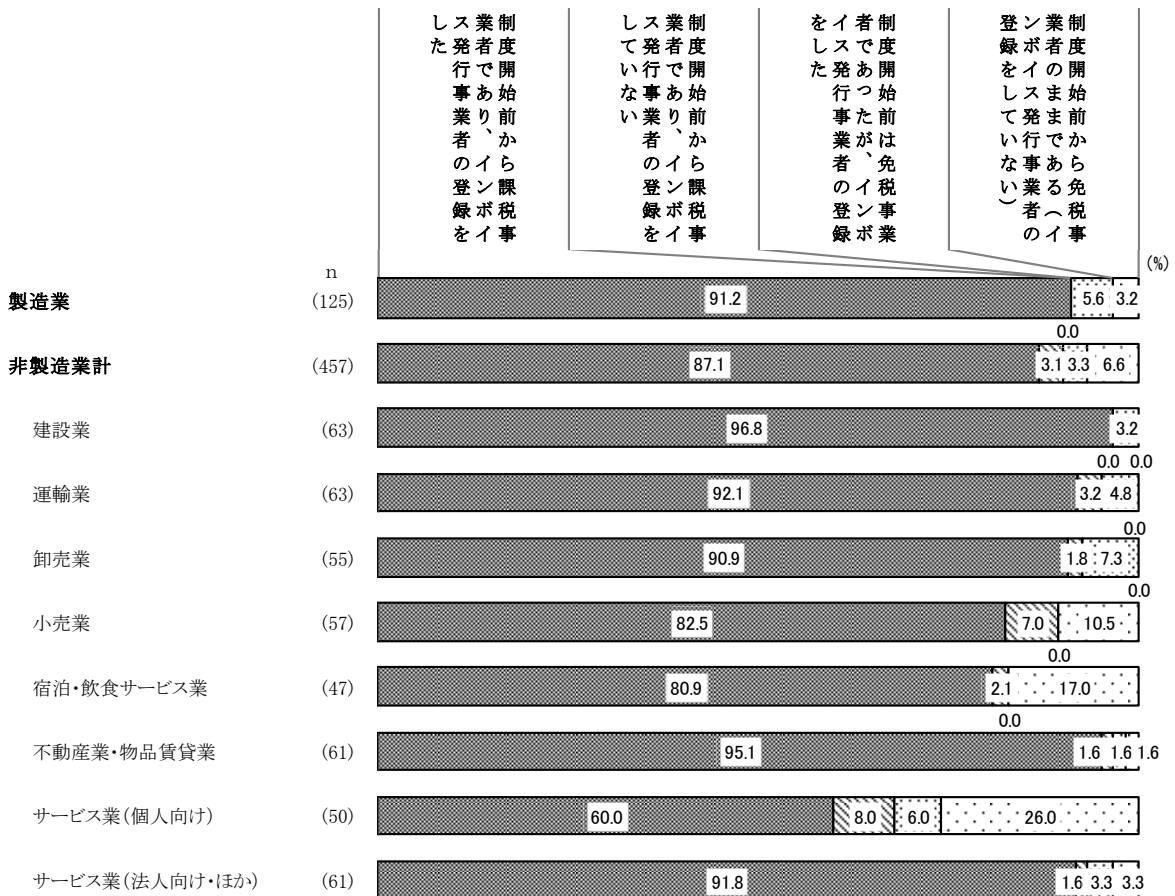 制度開始前から課税事
業者であり、インボイ
ス発行事業者の登録を
した
制度開始前から課税事
業者であり、インボイ
ス発行事業者の登録を
していない
制度開始前は免税事業
者であったが、インボ
イス発行事業者の登録
をした
制度開始前から免税事
業者のままである（イ
ンボイス発行事業者の
登録をしていない）
n
(%)
製造業 (125) 91.2 5.6 3.2
0.0
非製造業計 (457) 87.1 3.1 3.3 6.6
建設業 (63) 96.8 3.2
0.0 0.0
運輸業 (63) 92.1 3.2 4.8
0.0
卸売業 (55) 90.9 1.8 7.3
0.0
小売業 (57) 82.5 7.0 10.5
0.0
宿泊・飲食サービス業 (47) 80.9 2.1 17.0
0.0
不動産業・物品賃貸業 (61) 95.1 1.6 1.6 1.6
サービス業（個人向け） (50) 60.0 8.0 6.0 26.0
サービス業（法人向け・ほか） (61) 91.8 1.6 3.3 3.3